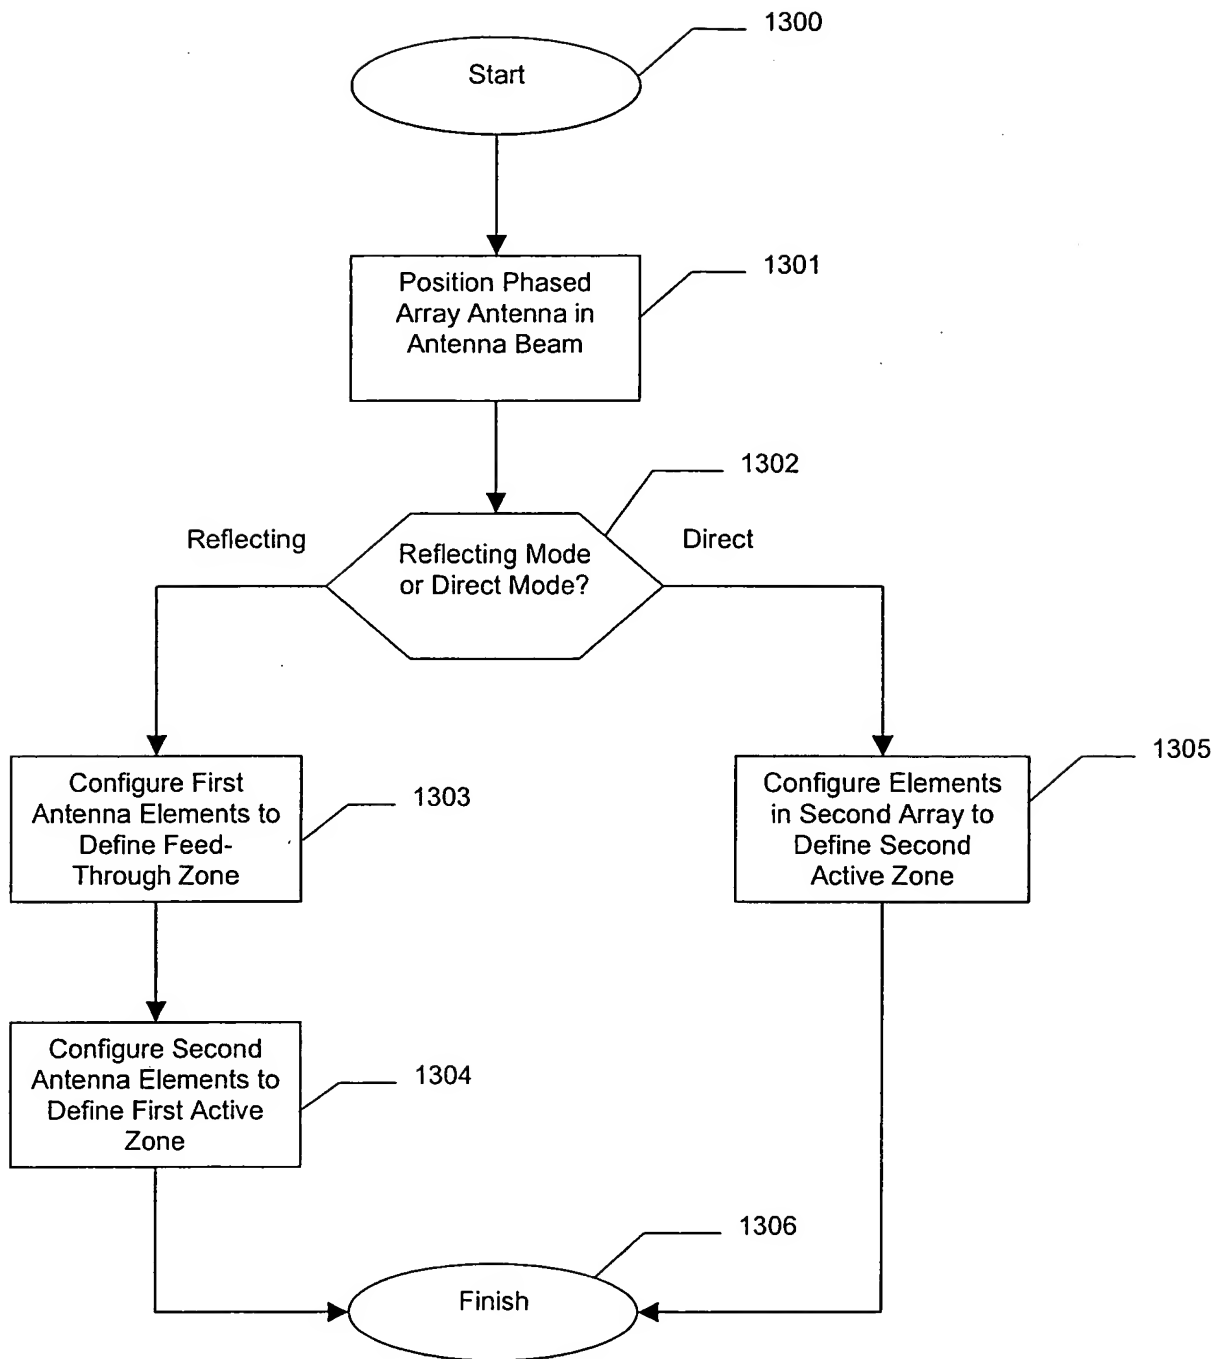 1300
Start
1301
Position Phased
Array Antenna in
Antenna Beam
1302
Reflecting
Direct
Reflecting Mode
or Direct Mode?
1305
Configure First
Antenna Elements to
Define Feed-
Through Zone
1303
Configure Elements
in Second Array to
Define Second
Active Zone
Configure Second
Antenna Elements to
Define First Active
Zone
1304
1306
Finish